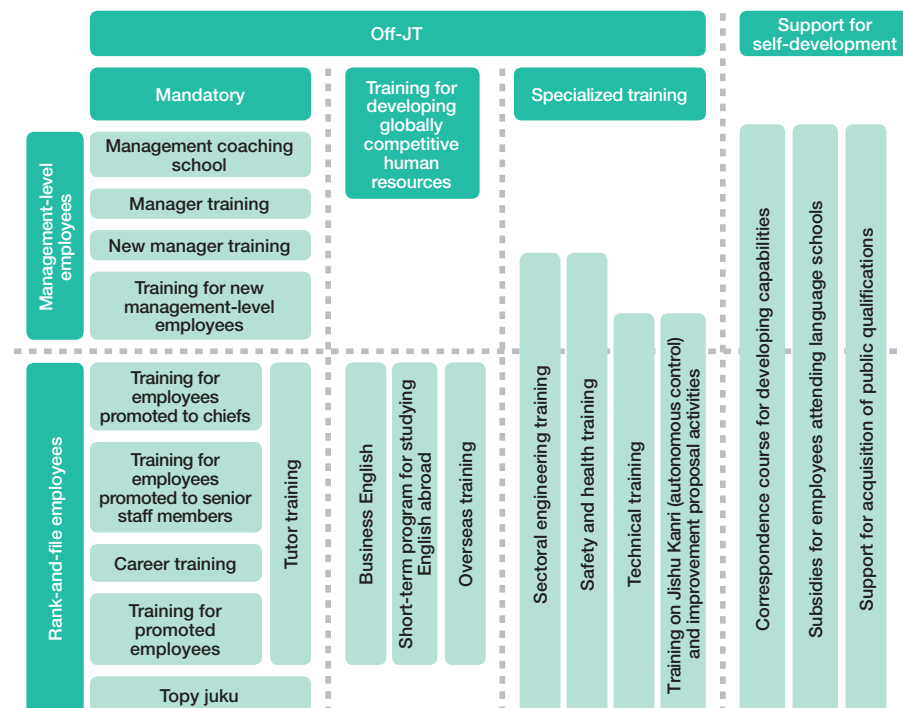 Off-JT
Support for
self-development
Mandatory
Training for
developing
globally
competitive
human
resources
Specialized training
Management-level
employees
Management coaching
school
Manager training
New manager training
Training for new
management-level
employees
Rank-and-file employees
Training for
employees
promoted to chiefs
Training for
employees
promoted to senior
staff members
Career training
Training for
promoted
employees
Topy juku
Tutor training
Business English
Short-term program for studying
English abroad
Overseas training
Sectoral engineering training
Safety and health training
Technical training
Training on Jishu Kanri (autonomous control)
and improvement proposal activities
Correspondence course for developing capabilities
Subsidies for employees attending language schools
Support for acquisition of public qualifications